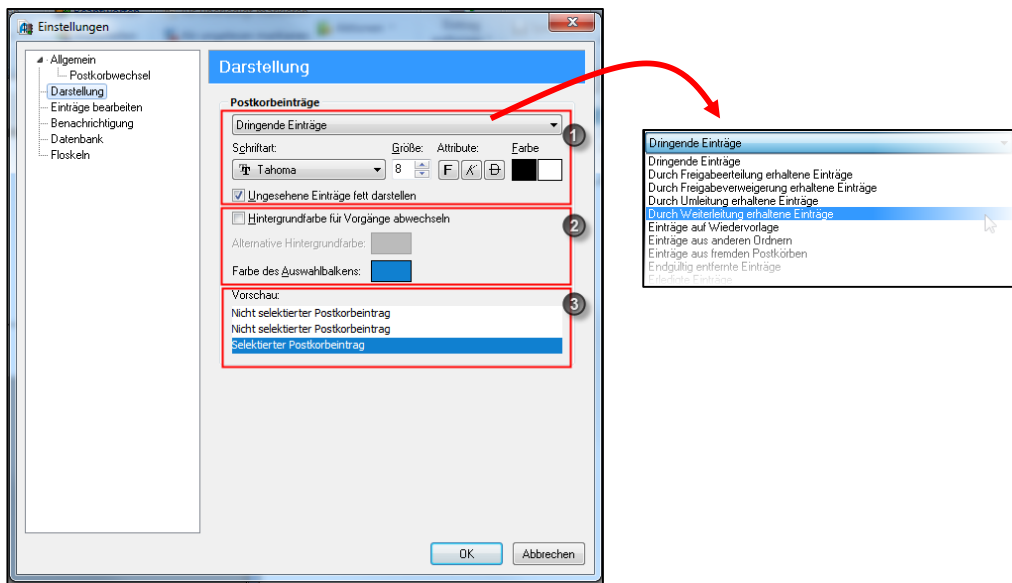 Einstellungen
Allgemein
Postkorbwechsel
Darstellung
Einträge bearbeiten
Benachrichtigung
Datenbank
Floskeln
Darstellung
Postkorbeinträge
Dringende Einträge
1
Schriftart: Größe: Attribute: Farbe
Tahoma 8 F K D
Ungesehene Einträge fett darstellen
Hintergrundfarbe für Vorgänge abwechseln
2
Alternative Hintergrundfarbe:
Farbe des Auswahlbalkens:
Vorschau:
3
Nicht selektierter Postkorbeintrag
Nicht selektierter Postkorbeintrag
Selektierter Postkorbeintrag
OK Abbrechen
Dringende Einträge
Dringende Einträge
Durch Freigabeerteilung erhaltene Einträge
Durch Freigabeverweigerung erhaltene Einträge
Durch Umleitung erhaltene Einträge
Durch Weiterleitung erhaltene Einträge
Einträge auf Wiedervorlage
Einträge aus anderen Ordnern
Einträge aus fremden Postkörben
Endgültig entfernte Einträge
Erledigte Einträge